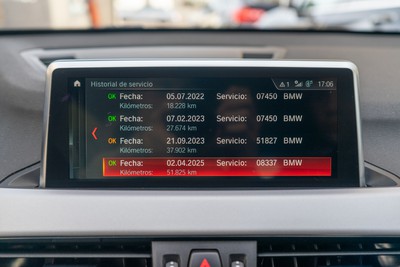 Historial de servicio 1 17:06
OK Fecha: 05.07.2022 Servicio: 07450 BMW
Kilómetros: 18.228 km
OK Fecha: 07.02.2023 Servicio: 07450 BMW
Kilómetros: 27.674 km
OK Fecha: 21.09.2023 Servicio: 51827 BMW
Kilómetros: 37.902 km
OK Fecha: 02.04.2025 Servicio: 08337 BMW
Kilómetros: 51.825 km